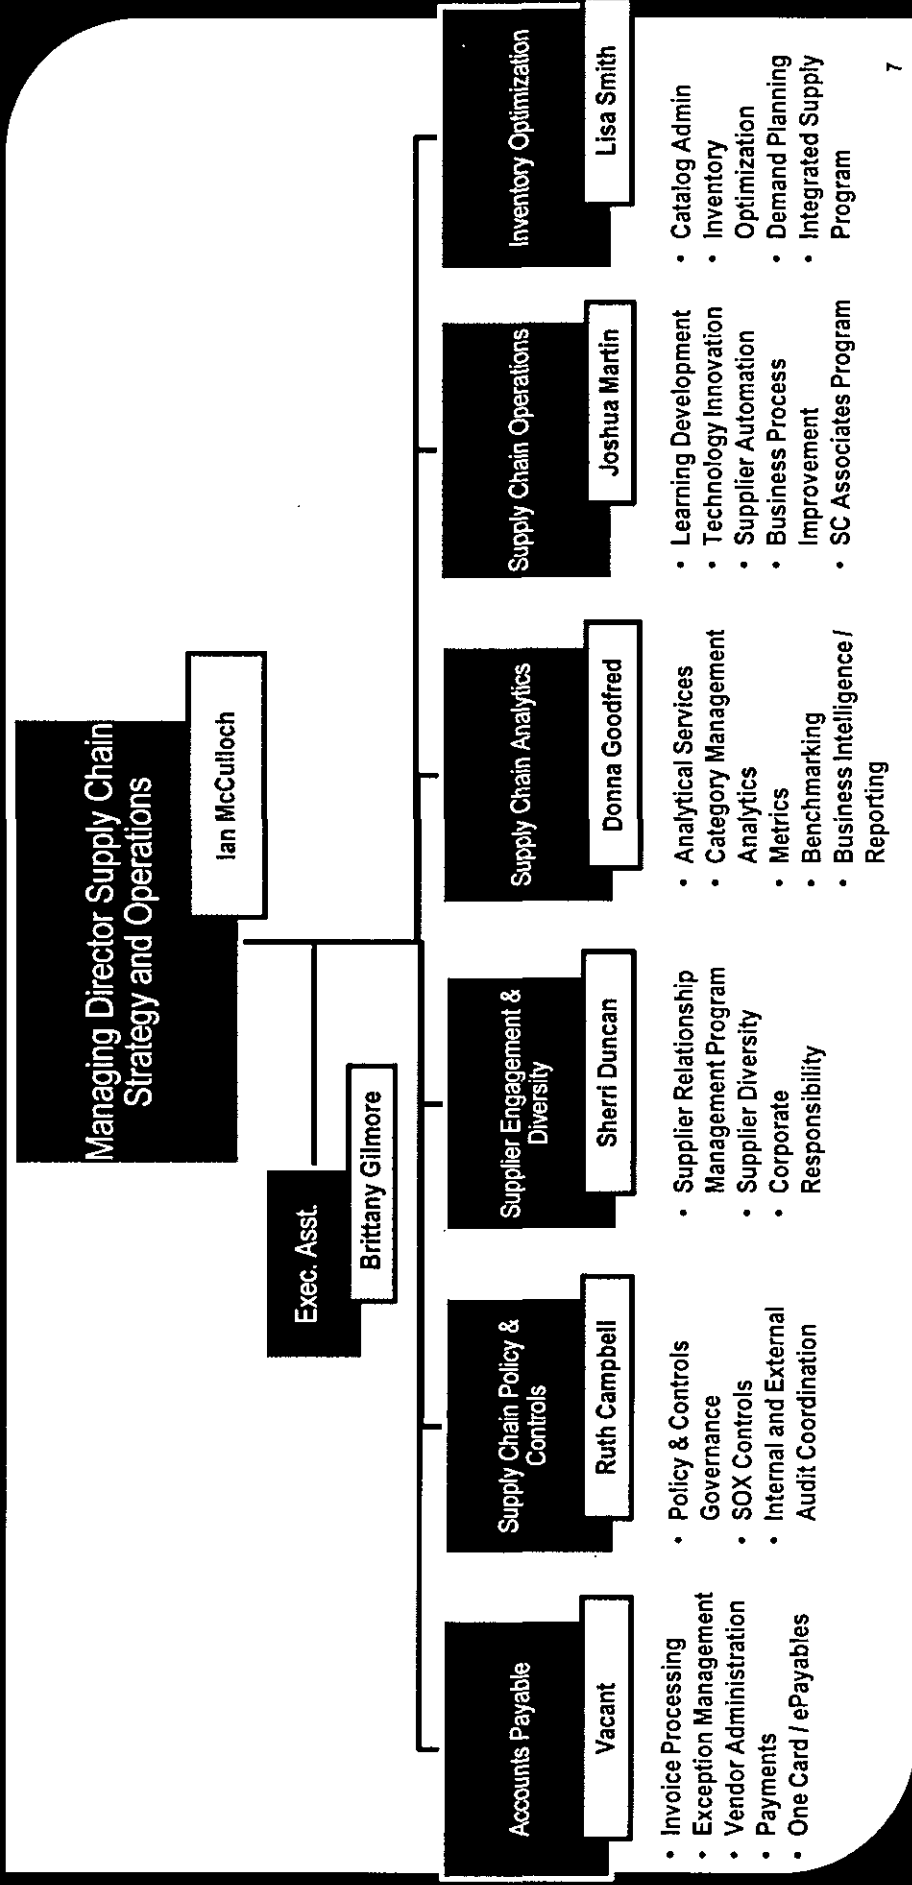 Managing Director Supply Chain
Strategy and Operations
Ian McCulloch
Exec. Asst.
Brittany Gilmore
Accounts Payable
Vacant
• Invoice Processing
• Exception Management
• Vendor Administration
• Payments
• One Card / ePayables
Supply Chain Policy &
Controls
Ruth Campbell
• Policy & Controls
Governance
• SOX Controls
• Internal and External
Audit Coordination
Supplier Engagement &
Diversity
Sherri Duncan
• Supplier Relationship
Management Program
• Supplier Diversity
• Corporate
Responsibility
Supply Chain Analytics
Donna Goodfred
• Analytical Services
• Category Management
Analytics
• Metrics
• Benchmarking
• Business Intelligence /
Reporting
Supply Chain Operations
Joshua Martin
• Learning Development
• Technology Innovation
• Supplier Automation
• Business Process
Improvement
• SC Associates Program
Inventory Optimization
Lisa Smith
• Catalog Admin
• Inventory
Optimization
• Demand Planning
• Integrated Supply
Program
7